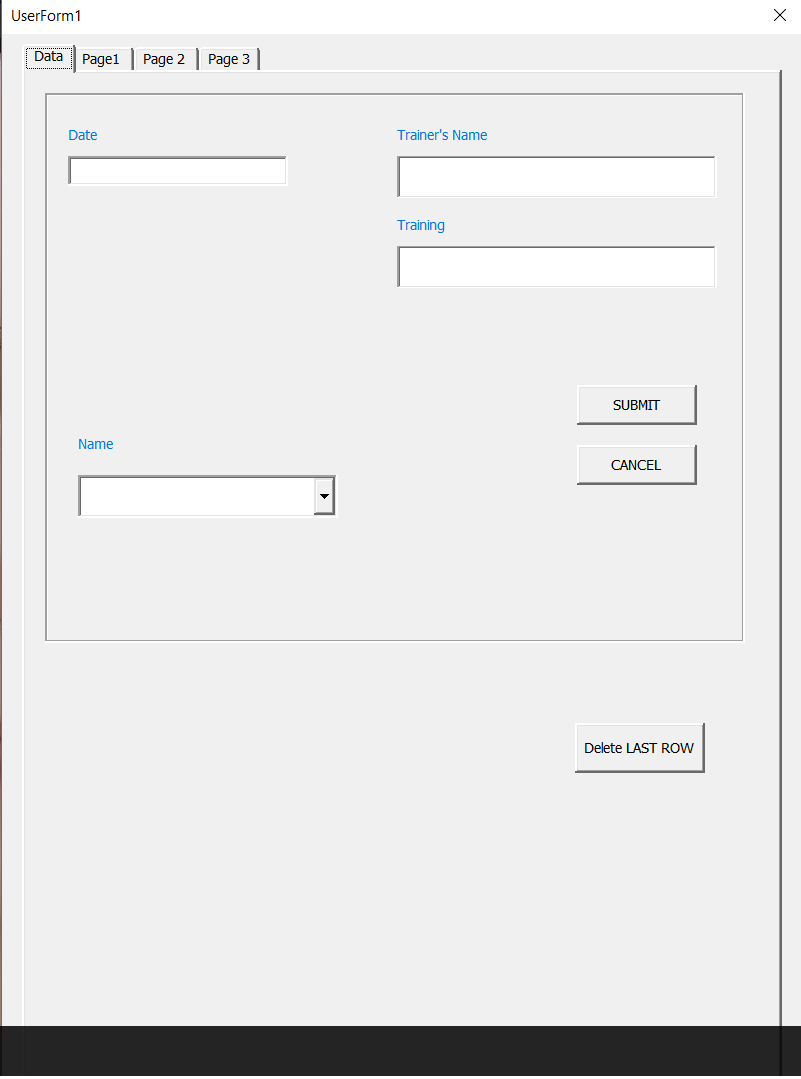 UserForm1
Data Page1 Page 2 Page 3
Date
Trainer's Name
Training
SUBMIT
Name
CANCEL
Delete LAST ROW